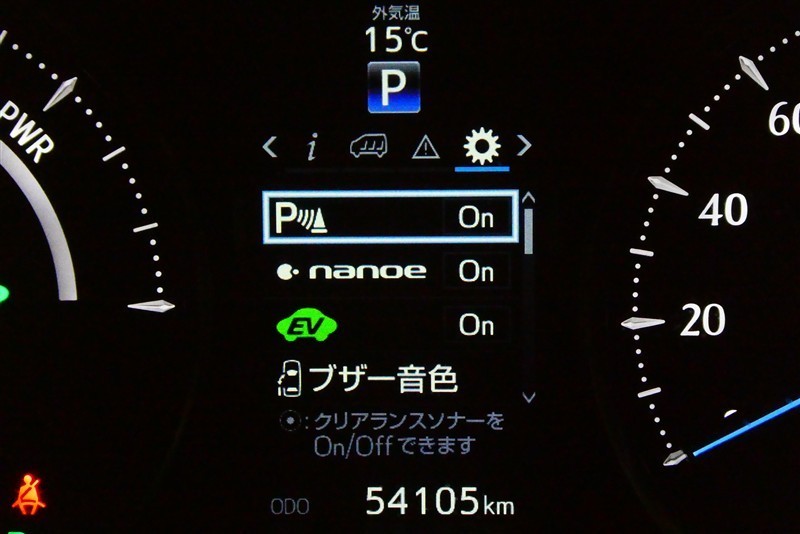 外気温
15℃
P
PWR
60
i
P On
40
nanoe On
EV On
20
ブザー音色
:クリアランスソナーを
On/Offできます
ODO 54105km